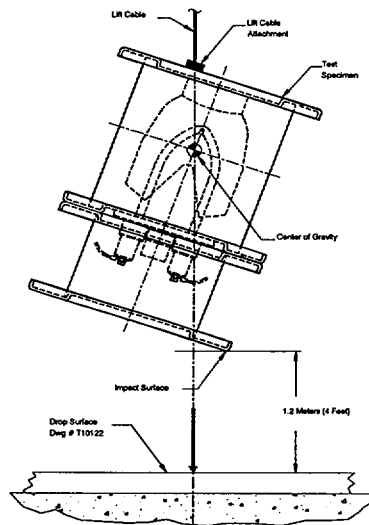 Lift Cable
Lift Cable
Attachment
Test
Specimen
Center of Gravity
Impact Surface
1.2 Meters (4 Feet)
Drop Surface
Dwg # T10122